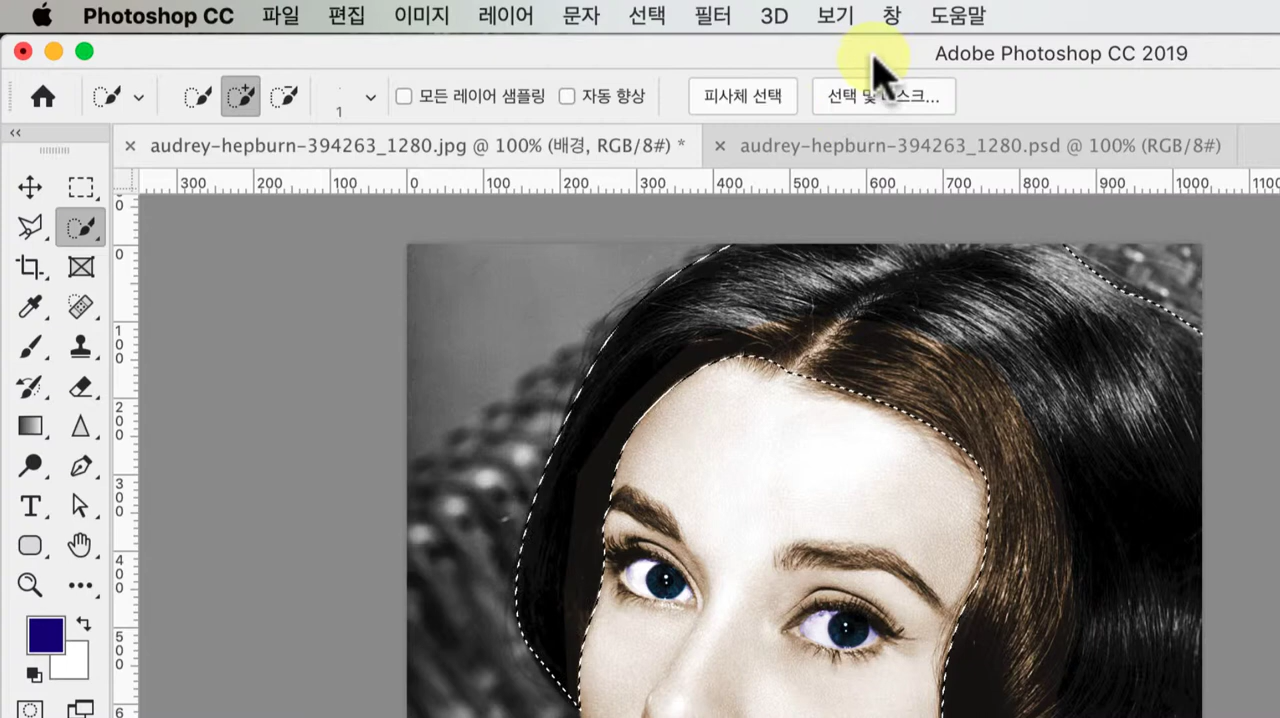 Photoshop CC 파일 편집 이미지 레이어 문자 선택 필터 3D 보기 창 도움말
Adobe Photoshop CC 2019
1 모든 레이어 샘플링 자동 향상 피사체 선택 선택 및
audrey-hepburn-394263_1280.jpg @ 100% (배경, RGB/8#) * audrey-hepburn-394263_1280.psd @ 100% (RGB/8#)
300 200 100 0 100 200 300 400 500 600 700 800 900 1000 1100
0
0
100
200
300
400
500
6